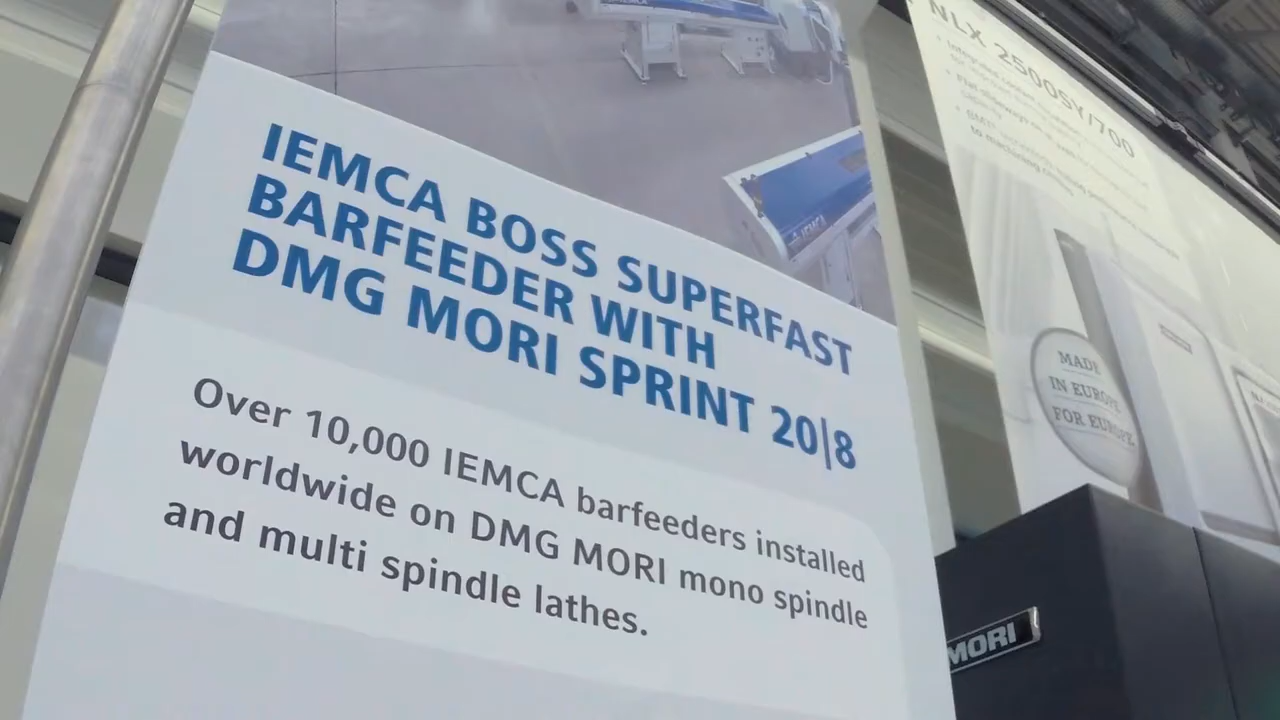 IEMCA BOSS SUPERFAST
BARFEEDER WITH
DMG MORI SPRINT 20|8
Over 10,000 IEMCA barfeeders installed
worldwide on DMG MORI mono spindle
and multi spindle lathes.
NLX 2500SY/700
MADE
IN EUROPE
FOR EUROPE
MORI
IEMCA